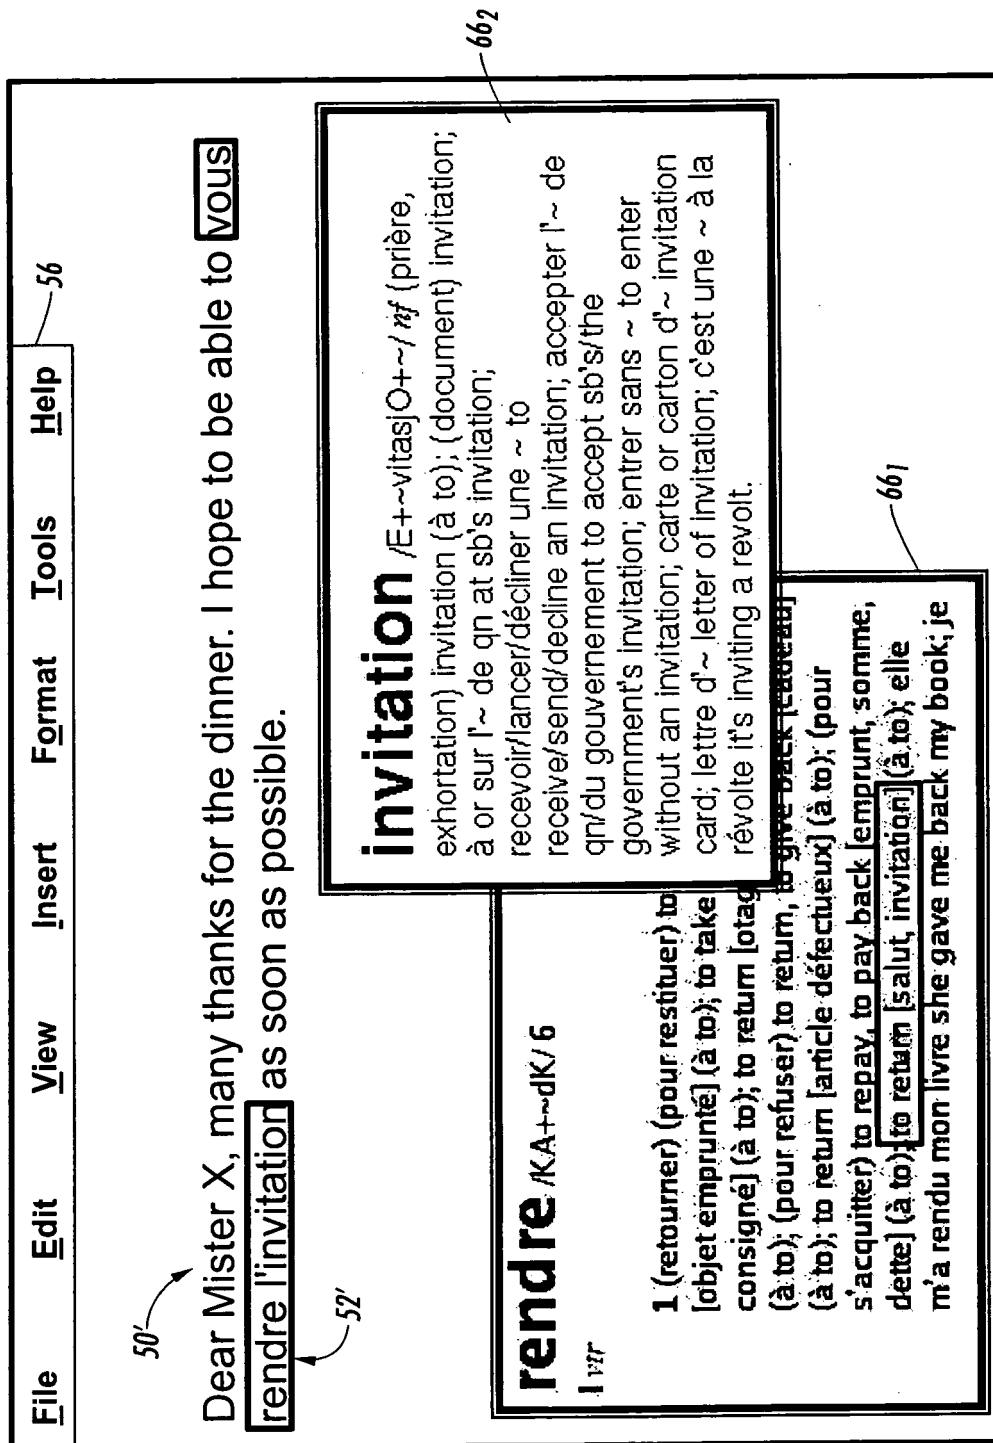 File Edit View Insert Format Tools Help
56
50'
Dear Mister X, many thanks for the dinner. I hope to be able to vous
rendre l'invitation as soon as possible.
52'
66₂
invitation /E+~vitasjO+~/ nf (prière,
exhortation) invitation (à to); (document) invitation;
à or sur l'~ de qn at sb's invitation;
recevoir/lancer/décliner une ~ to
receive/send/decline an invitation; accepter l'~ de
qn/du gouvernement to accept sb's/the
government's invitation; entrer sans ~ to enter
without an invitation; carte or carton d'~ invitation
card; lettre d'~ letter of invitation; c'est une ~ à la
révolte it's inviting a revolt.
66₁
rendre /KA+~dK/ 6
I vtr
1 (retourner) (pour restituer) to
[objet emprunté] (à to); to take
consigné] (à to); to return [otag
(à to); (pour refuser) to return, to give back [cadeau]
(à to); to return [article défectueux] (à to); (pour
s'acquitter) to repay, to pay back [emprunt, somme,
dette] (à to); to return [salut, invitation] (à to); elle
m'a rendu mon livre she gave me back my book; je